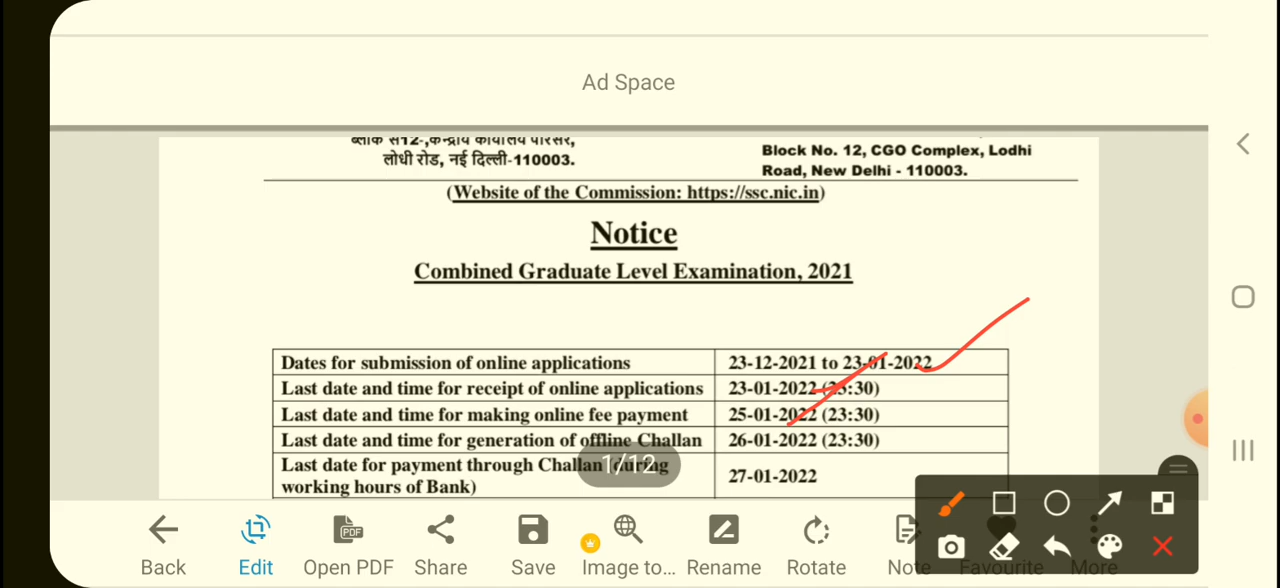 Ad Space
ब्लाक सं12-,केन्द्रीय कार्यालय परिसर,
लोधी रोड, नई दिल्ली-110003.
Block No. 12, CGO Complex, Lodhi
Road, New Delhi - 110003.
(Website of the Commission: https://ssc.nic.in)
Notice
Combined Graduate Level Examination, 2021
Dates for submission of online applications 23-12-2021 to 23-01-2022
Last date and time for receipt of online applications 23-01-2022 (23:30)
Last date and time for making online fee payment 25-01-2022 (23:30)
Last date and time for generation of offline Challan 26-01-2022 (23:30)
Last date for payment through Challan (during
working hours of Bank) 27-01-2022
1/12
Back Edit Open PDF Share Save Image to... Rename Rotate Note Favourite More
PDF